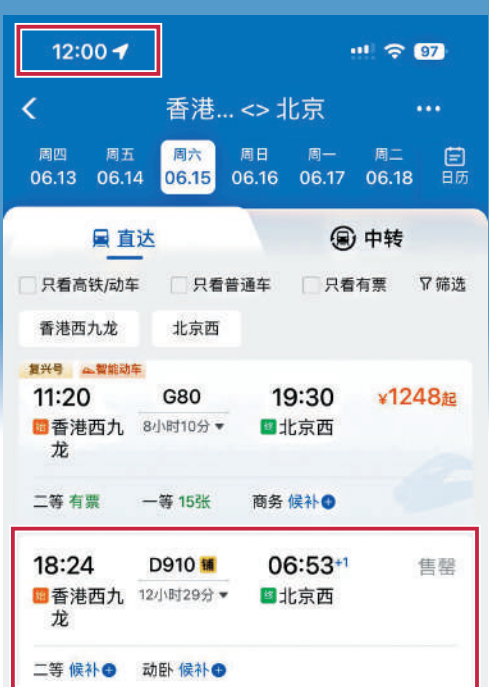 12:00
97
香港... <> 北京
周四 周五 周六 周日 周一 周二
06.13 06.14 06.15 06.16 06.17 06.18 日历
直达 中转
只看高铁/动车 只看普通车 只看有票 筛选
香港西九龙 北京西
复兴号 智能动车
11:20 G80 19:30 ¥1248起
始 香港西九龙 8小时10分 终 北京西
二等 有票 一等 15张 商务 候补
18:24 D910 铺 06:53+1 售罄
始 香港西九龙 12小时29分 终 北京西
二等 候补 动卧 候补